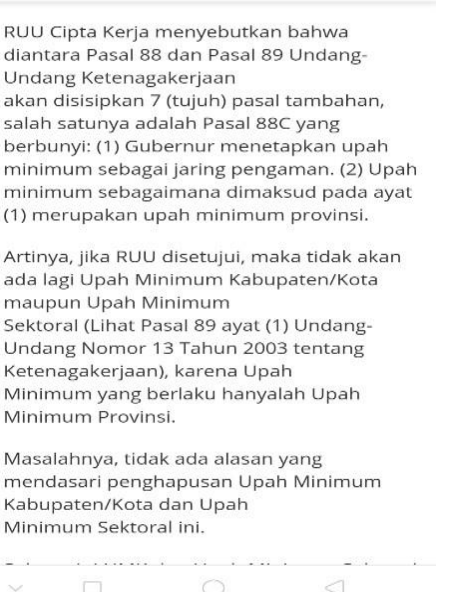 RUU Cipta Kerja menyebutkan bahwa
diantara Pasal 88 dan Pasal 89 Undang-
Undang Ketenagakerjaan
akan disisipkan 7 (tujuh) pasal tambahan,
salah satunya adalah Pasal 88C yang
berbunyi: (1) Gubernur menetapkan upah
minimum sebagai jaring pengaman. (2) Upah
minimum sebagaimana dimaksud pada ayat
(1) merupakan upah minimum provinsi.
Artinya, jika RUU disetujui, maka tidak akan
ada lagi Upah Minimum Kabupaten/Kota
maupun Upah Minimum
Sektoral (Lihat Pasal 89 ayat (1) Undang-
Undang Nomor 13 Tahun 2003 tentang
Ketenagakerjaan), karena Upah
Minimum yang berlaku hanyalah Upah
Minimum Provinsi.
Masalahnya, tidak ada alasan yang
mendasari penghapusan Upah Minimum
Kabupaten/Kota dan Upah
Minimum Sektoral ini.